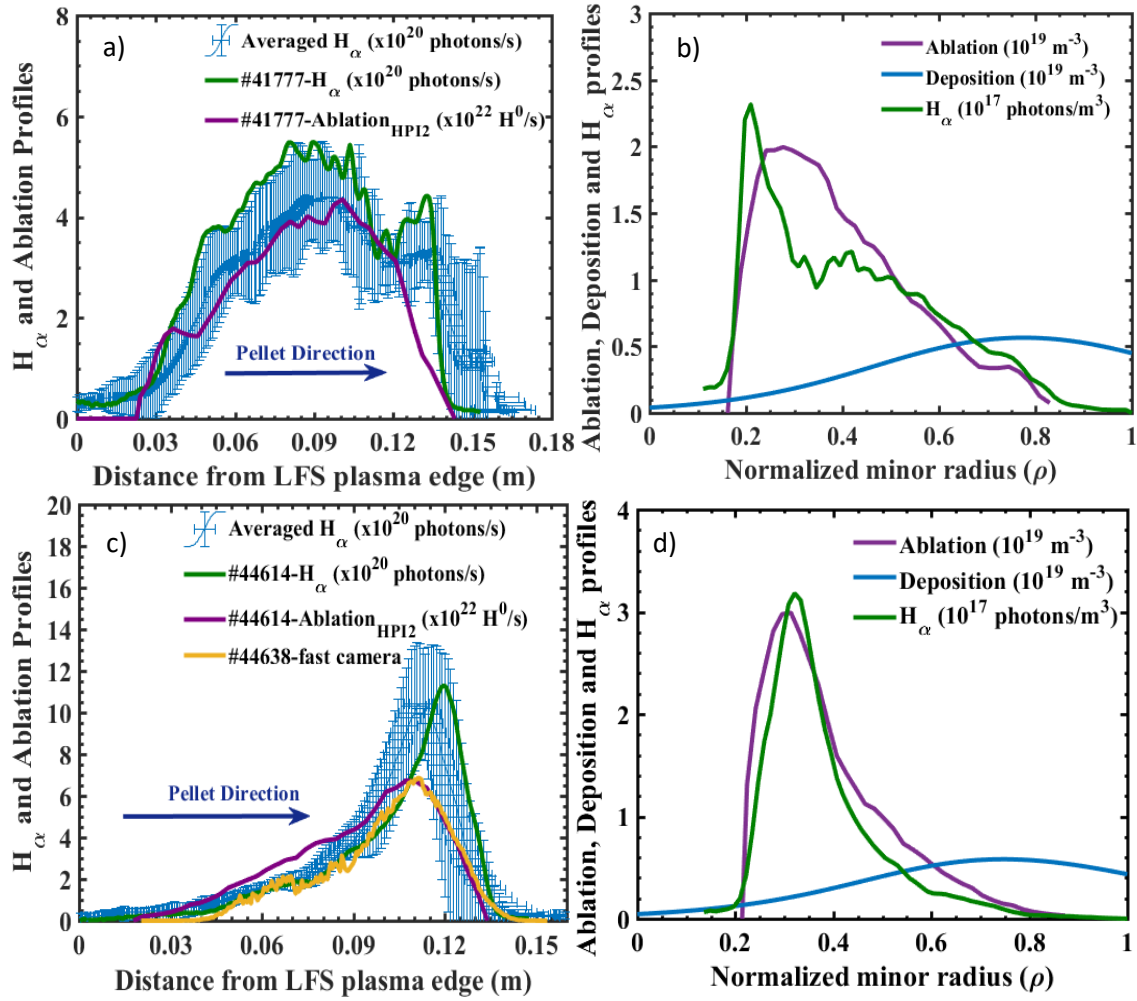 a)
Averaged Hα (x10^20 photons/s)
#41777-Hα (x10^20 photons/s)
#41777-Ablation_HPI2 (x10^22 H^0/s)
Pellet Direction
H_α and Ablation Profiles
8
6
4
2
0
0 0.03 0.06 0.09 0.12 0.15 0.18
Distance from LFS plasma edge (m)
b)
Ablation (10^19 m^-3)
Deposition (10^19 m^-3)
H_α (10^17 photons/m^3)
Ablation, Deposition and H_α profiles
3
2.5
2
1.5
1
0.5
0
0 0.2 0.4 0.6 0.8 1
Normalized minor radius (ρ)
c)
Averaged H_α (x10^20 photons/s)
#44614-H_α (x10^20 photons/s)
#44614-Ablation_HPI2 (x10^22 H^0/s)
#44638-fast camera
Pellet Direction
H_α and Ablation Profiles
20
18
16
14
12
10
8
6
4
2
0
0 0.03 0.06 0.09 0.12 0.15
Distance from LFS plasma edge (m)
d)
Ablation (10^19 m^-3)
Deposition (10^19 m^-3)
H_α (10^17 photons/m^3)
Ablation, Deposition and H_α profiles
4
3
2
1
0
0 0.2 0.4 0.6 0.8 1
Normalized minor radius (ρ)